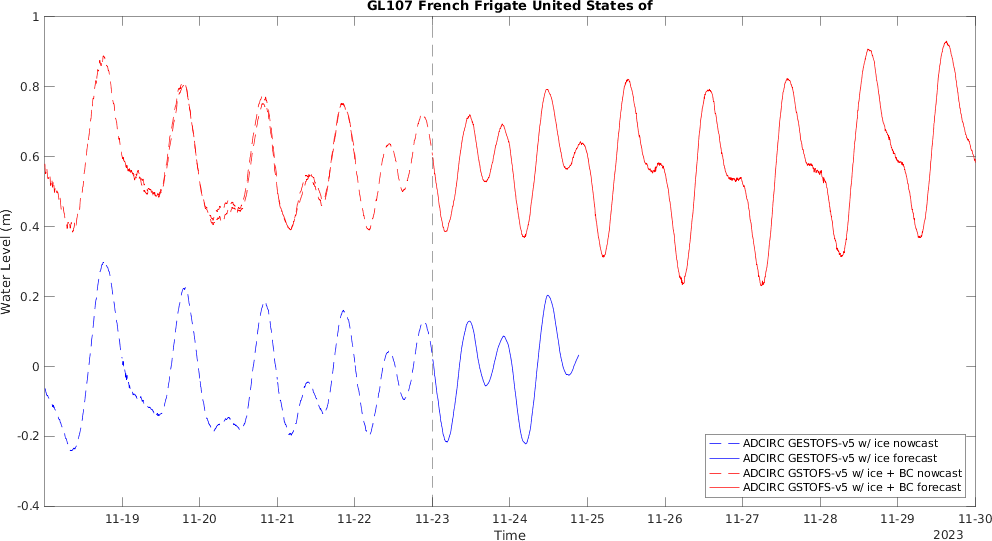 GL107 French Frigate United States of
Water Level (m)
1
0.8
0.6
0.4
0.2
0
-0.2
-0.4
ADCIRC GESTOFS-v5 w/ ice nowcast
ADCIRC GESTOFS-v5 w/ ice forecast
ADCIRC GSTOFS-v5 w/ ice + BC nowcast
ADCIRC GSTOFS-v5 w/ ice + BC forecast
11-19 11-20 11-21 11-22 11-23 11-24 11-25 11-26 11-27 11-28 11-29 11-30
Time
2023